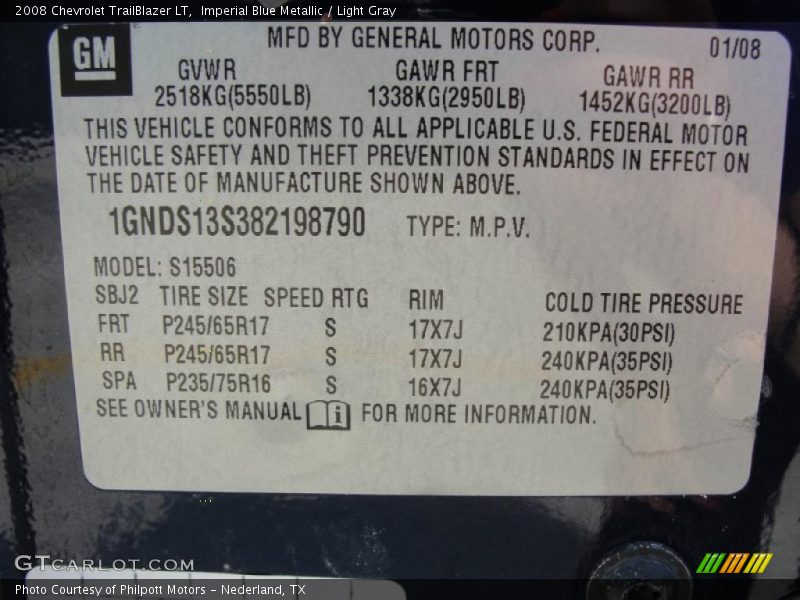 2008 Chevrolet TrailBlazer LT, Imperial Blue Metallic / Light Gray
GM
MFD BY GENERAL MOTORS CORP.
01/08
GVWR GAWR FRT GAWR RR
2518KG(5550LB) 1338KG(2950LB) 1452KG(3200LB)
THIS VEHICLE CONFORMS TO ALL APPLICABLE U.S. FEDERAL MOTOR
VEHICLE SAFETY AND THEFT PREVENTION STANDARDS IN EFFECT ON
THE DATE OF MANUFACTURE SHOWN ABOVE.
1GNDS13S382198790 TYPE: M.P.V.
MODEL: S15506
SBJ2 TIRE SIZE SPEED RTG RIM COLD TIRE PRESSURE
FRT P245/65R17 S 17X7J 210KPA(30PSI)
RR P245/65R17 S 17X7J 240KPA(35PSI)
SPA P235/75R16 S 16X7J 240KPA(35PSI)
SEE OWNER'S MANUAL i FOR MORE INFORMATION.
GTCARLOT.COM
Photo Courtesy of Philpott Motors - Nederland, TX